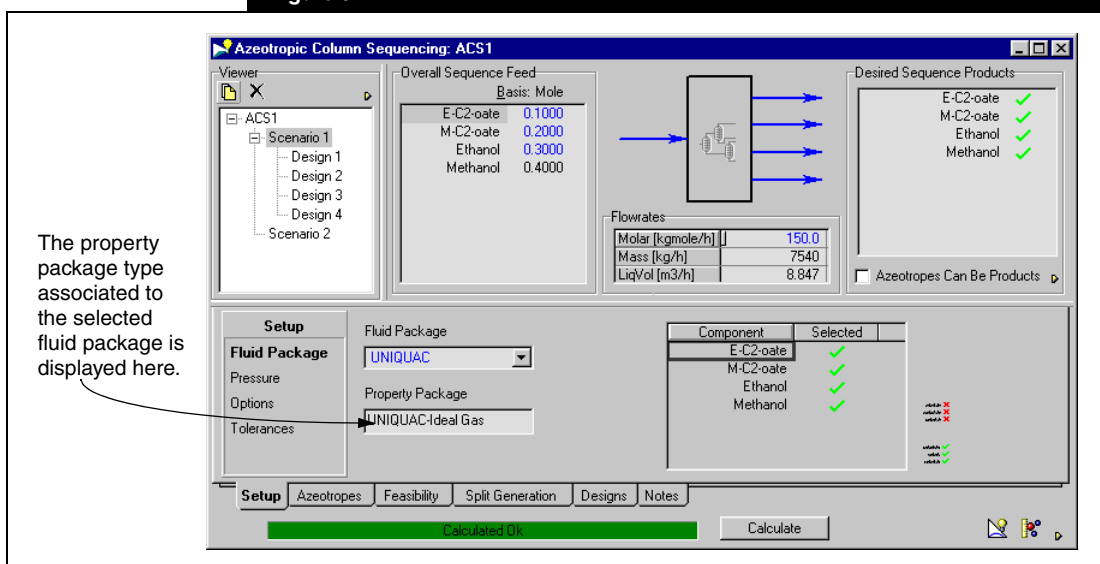 Azeotropic Column Sequencing: ACS1
Viewer
ACS1
Scenario 1
Design 1
Design 2
Design 3
Design 4
Scenario 2
Overall Sequence Feed
Basis: Mole
E-C2-oate 0.1000
M-C2-oate 0.2000
Ethanol 0.3000
Methanol 0.4000
Flowrates
Molar [kgmole/h] 150.0
Mass [kg/h] 7540
LiqVol [m3/h] 8.847
Desired Sequence Products
E-C2-oate
M-C2-oate
Ethanol
Methanol
Azeotropes Can Be Products
The property
package type
associated to
the selected
fluid package is
displayed here.
Setup
Fluid Package
Pressure
Options
Tolerances
Fluid Package
UNIQUAC
Property Package
UNIQUAC-Ideal Gas
Component Selected
E-C2-oate
M-C2-oate
Ethanol
Methanol
Setup Azeotropes Feasibility Split Generation Designs Notes
Calculated Ok
Calculate